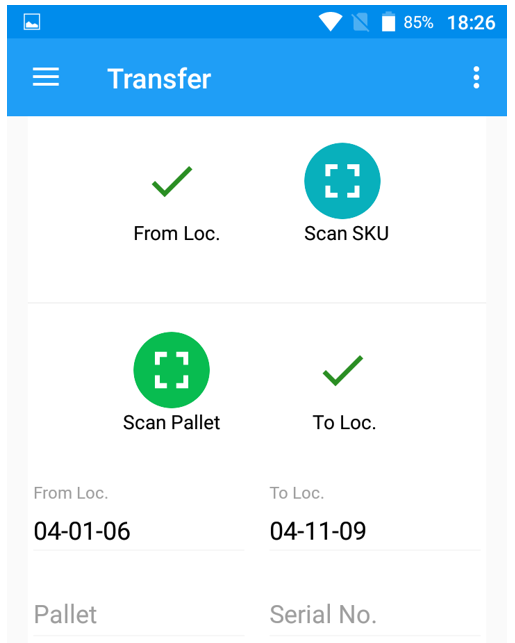 85% 18:26
Transfer
From Loc. Scan SKU
Scan Pallet To Loc.
From Loc. To Loc.
04-01-06 04-11-09
Pallet Serial No.